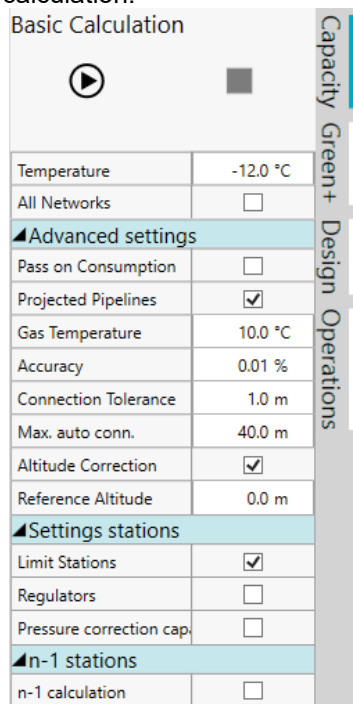 calculation.
Basic Calculation
Temperature -12.0 °C
All Networks
Advanced settings
Pass on Consumption
Projected Pipelines
Gas Temperature 10.0 °C
Accuracy 0.01 %
Connection Tolerance 1.0 m
Max. auto conn. 40.0 m
Altitude Correction
Reference Altitude 0.0 m
Settings stations
Limit Stations
Regulators
Pressure correction cap
n-1 stations
n-1 calculation
Capacity
Green+
Design
Operations